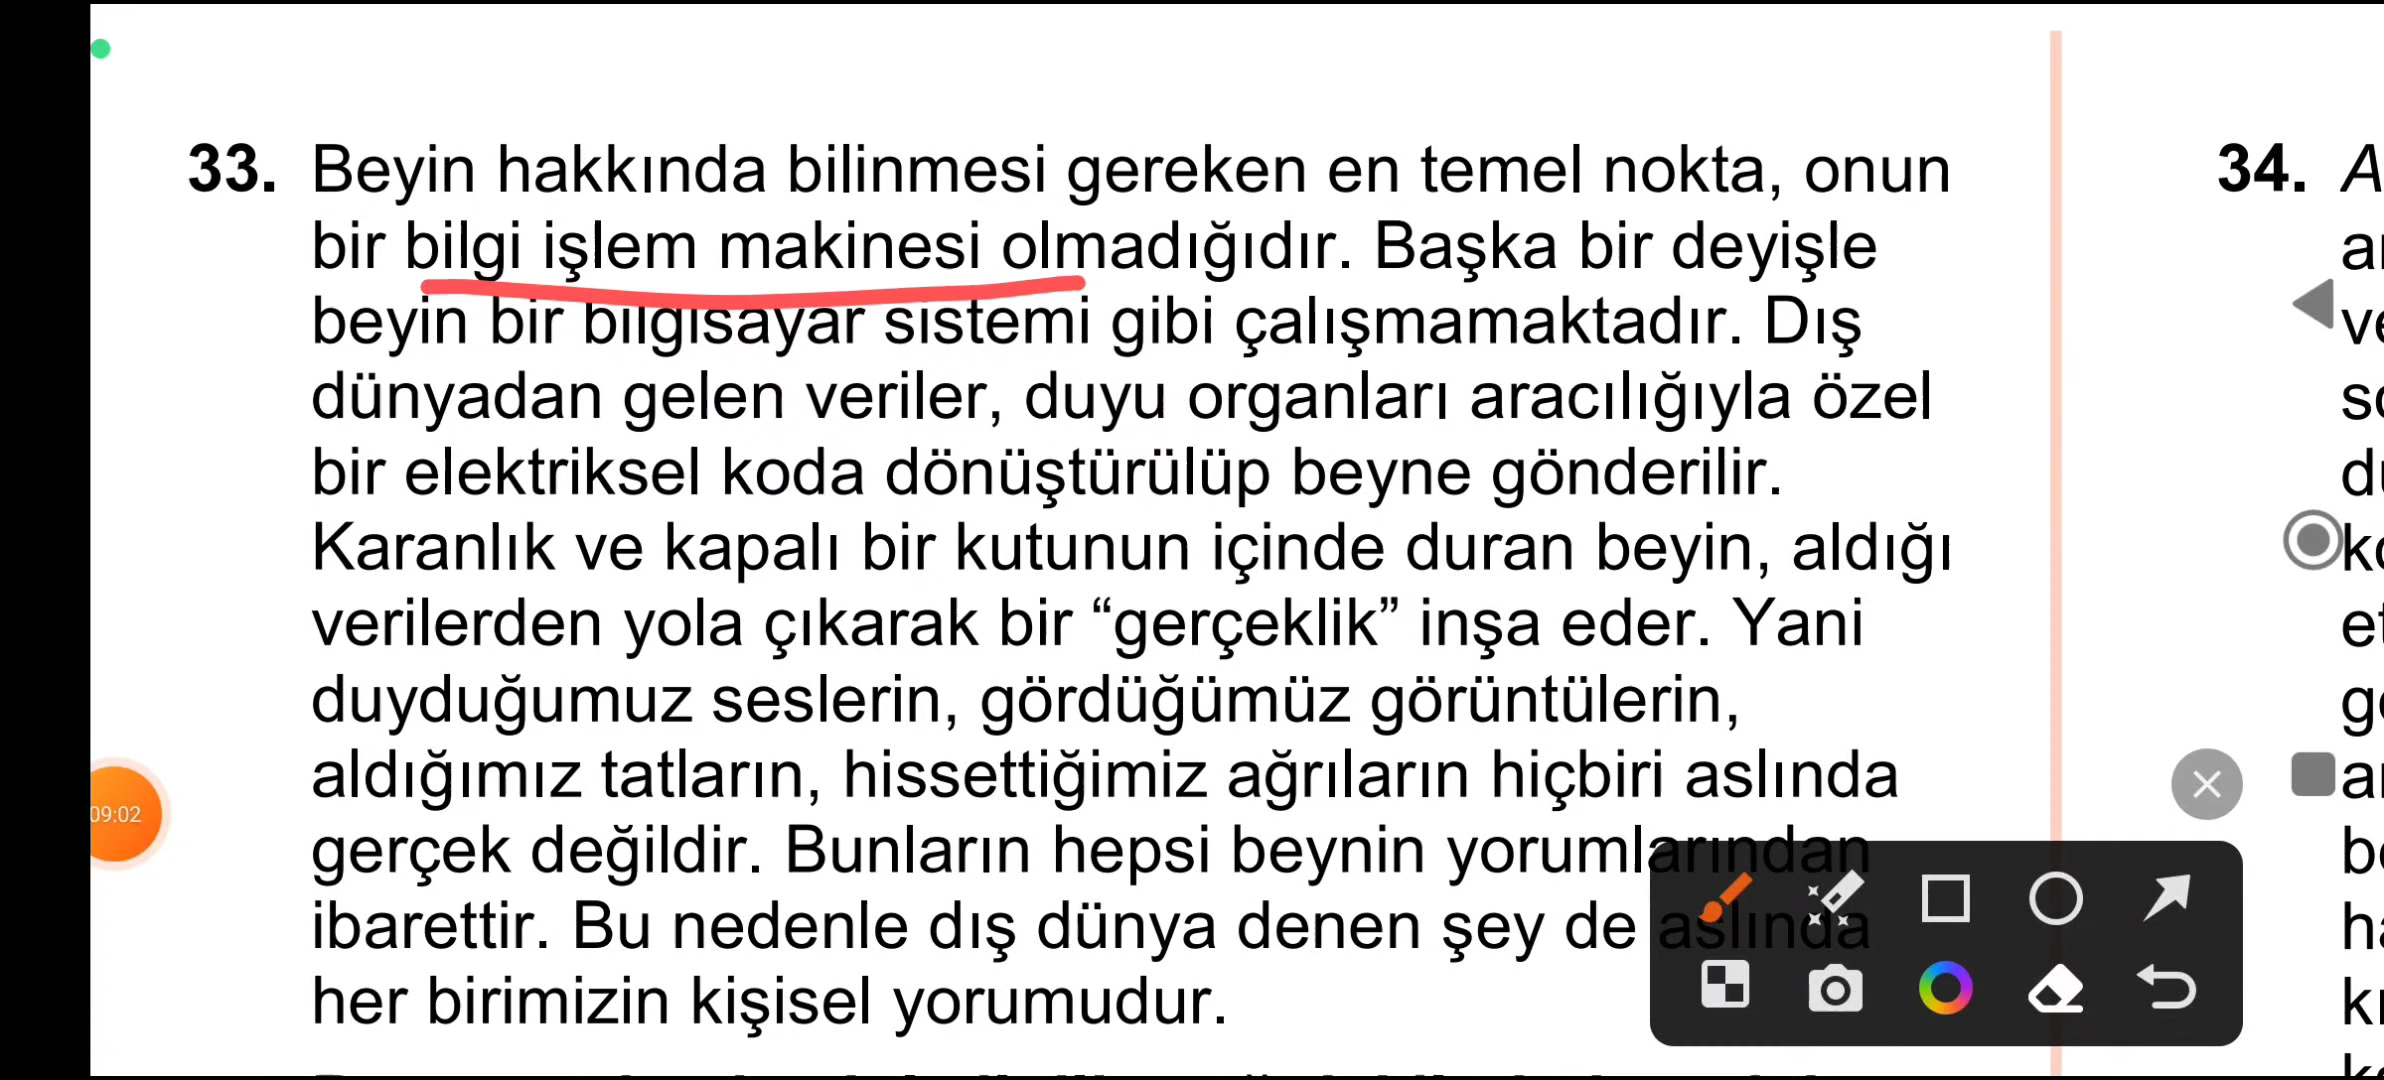 33. Beyin hakkında bilinmesi gereken en temel nokta, onun
bir bilgi işlem makinesi olmadığıdır. Başka bir deyişle
beyin bir bilgisayar sistemi gibi çalışmamaktadır. Dış
dünyadan gelen veriler, duyu organları aracılığıyla özel
bir elektriksel koda dönüştürülüp beyne gönderilir.
Karanlık ve kapalı bir kutunun içinde duran beyin, aldığı
verilerden yola çıkarak bir “gerçeklik” inşa eder. Yani
duyduğumuz seslerin, gördüğümüz görüntülerin,
aldığımız tatların, hissettiğimiz ağrıların hiçbiri aslında
gerçek değildir. Bunların hepsi beynin yorumlarından
ibarettir. Bu nedenle dış dünya denen şey de aslında
her birimizin kişisel yorumudur.
09:02
34.